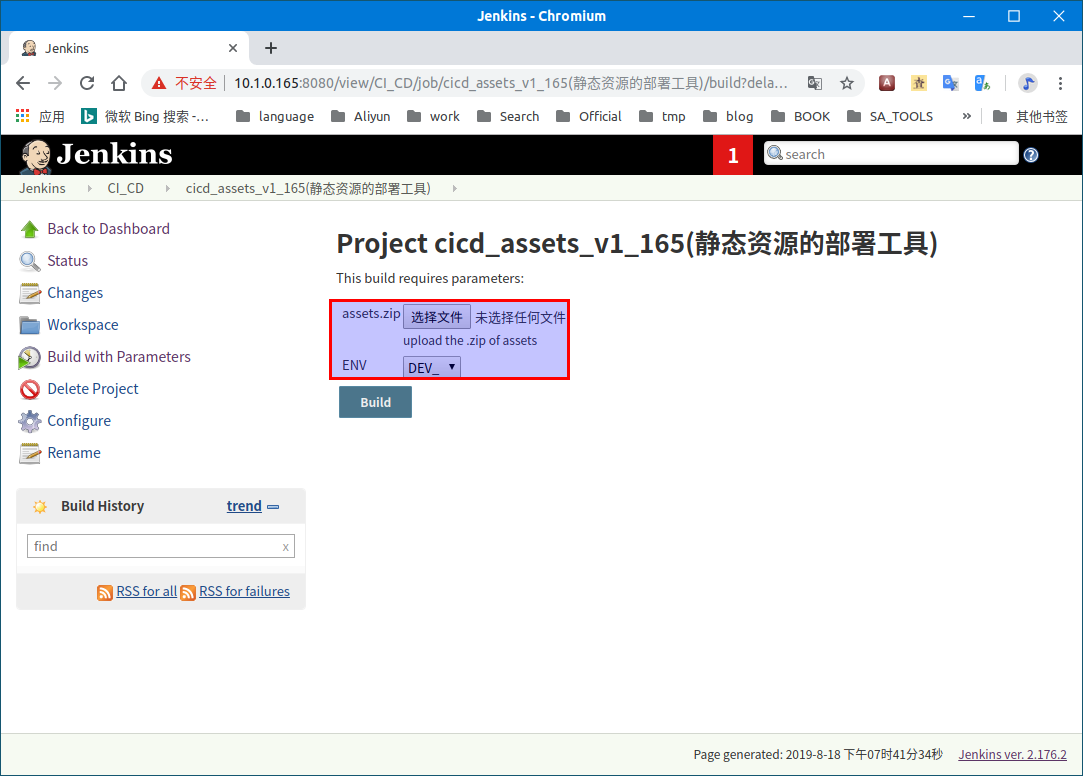 Jenkins - Chromium
Jenkins
不安全 10.1.0.165:8080/view/CI_CD/job/cicd_assets_v1_165(静态资源的部署工具)/build?dela...
应用 微软 Bing 搜索 -... language Aliyun work Search Official tmp blog BOOK SA_TOOLS » 其他书签
Jenkins 1 search ?
Jenkins CI_CD cicd_assets_v1_165(静态资源的部署工具)
Back to Dashboard
Status
Changes
Workspace
Build with Parameters
Delete Project
Configure
Rename
Build History trend
find x
RSS for all RSS for failures
Project cicd_assets_v1_165(静态资源的部署工具)
This build requires parameters:
assets.zip 选择文件 未选择任何文件
upload the .zip of assets
ENV DEV_
Build
Page generated: 2019-8-18 下午07时41分34秒 Jenkins ver. 2.176.2